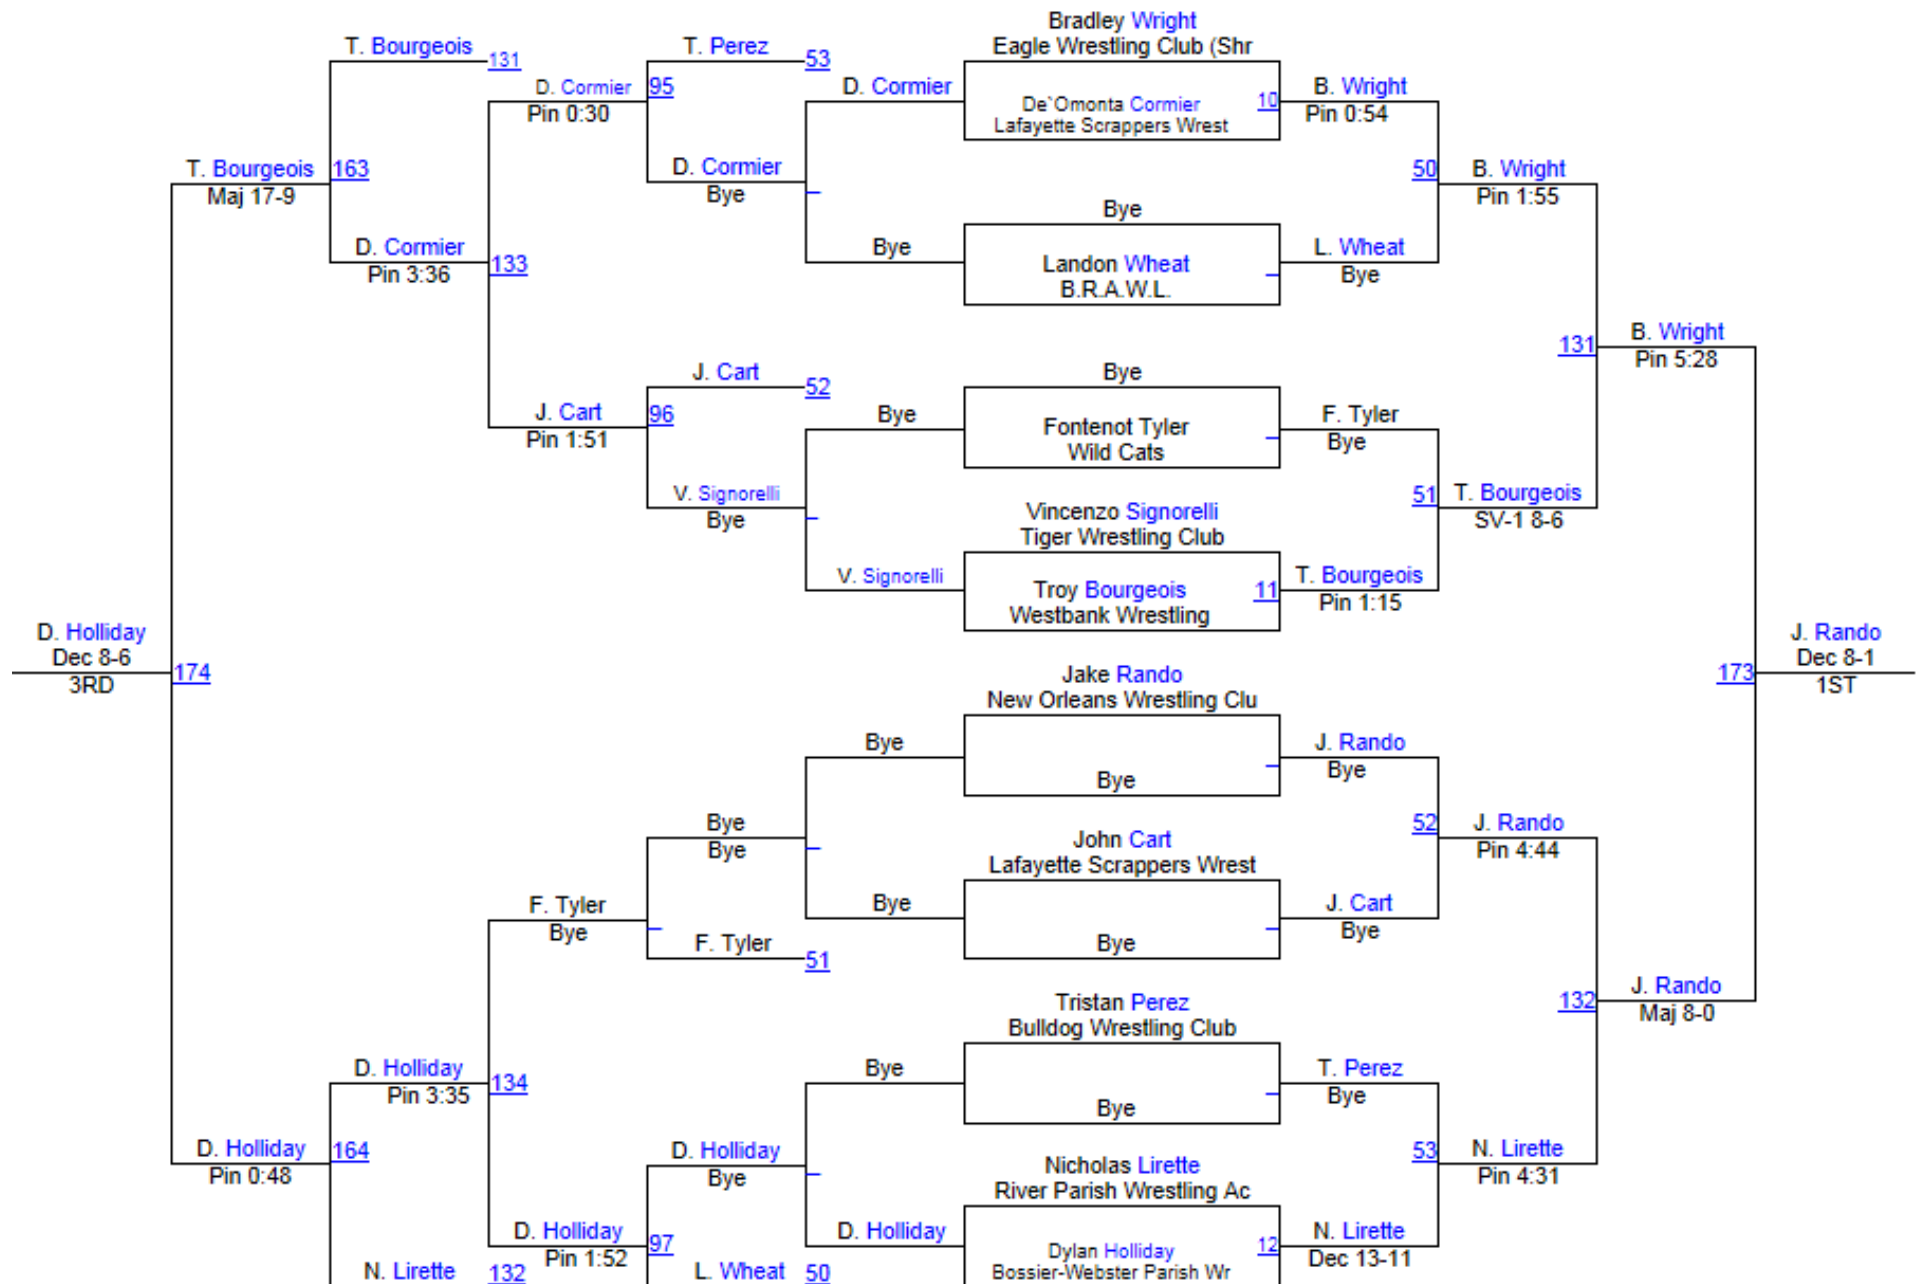 Bradley Wright
T. Bourgeois T. Perez Eagle Wrestling Club (Shr
131 53
D. Cormier 95 D. Cormier B. Wright
Pin 0:30 De`Omonta Cormier 10 Pin 0:54
Lafayette Scrappers Wrest
T. Bourgeois 163 D. Cormier 50 B. Wright
Maj 17-9 Bye Pin 1:55
Bye
D. Cormier Bye L. Wheat
Pin 3:36 133 Landon Wheat Bye
B.R.A.W.L.
B. Wright
131 Pin 5:28
J. Cart Bye
52
J. Cart 96 Bye F. Tyler
Pin 1:51 Fontenot Tyler Bye
Wild Cats
V. Signorelli 51 T. Bourgeois
Bye Vincenzo Signorelli SV-1 8-6
Tiger Wrestling Club
V. Signorelli T. Bourgeois
Troy Bourgeois 11 Pin 1:15
Westbank Wrestling
D. Holliday J. Rando
Dec 8-6 Dec 8-1
174 Jake Rando 173
3RD New Orleans Wrestling Clu 1ST
Bye J. Rando
Bye Bye
Bye 52 J. Rando
Bye John Cart Pin 4:44
Lafayette Scrappers Wrest
F. Tyler Bye J. Cart
Bye Bye Bye
F. Tyler
51
J. Rando
Tristan Perez 132 Maj 8-0
Bulldog Wrestling Club
D. Holliday Bye T. Perez
Pin 3:35 134 Bye Bye
D. Holliday 164 D. Holliday 53 N. Lirette
Pin 0:48 Bye Nicholas Lirette Pin 4:31
River Parish Wrestling Ac
D. Holliday 97 D. Holliday N. Lirette
Pin 1:52 Dylan Holliday 12 Dec 13-11
N. Lirette 132 L. Wheat 50 Bossier-Webster Parish Wr